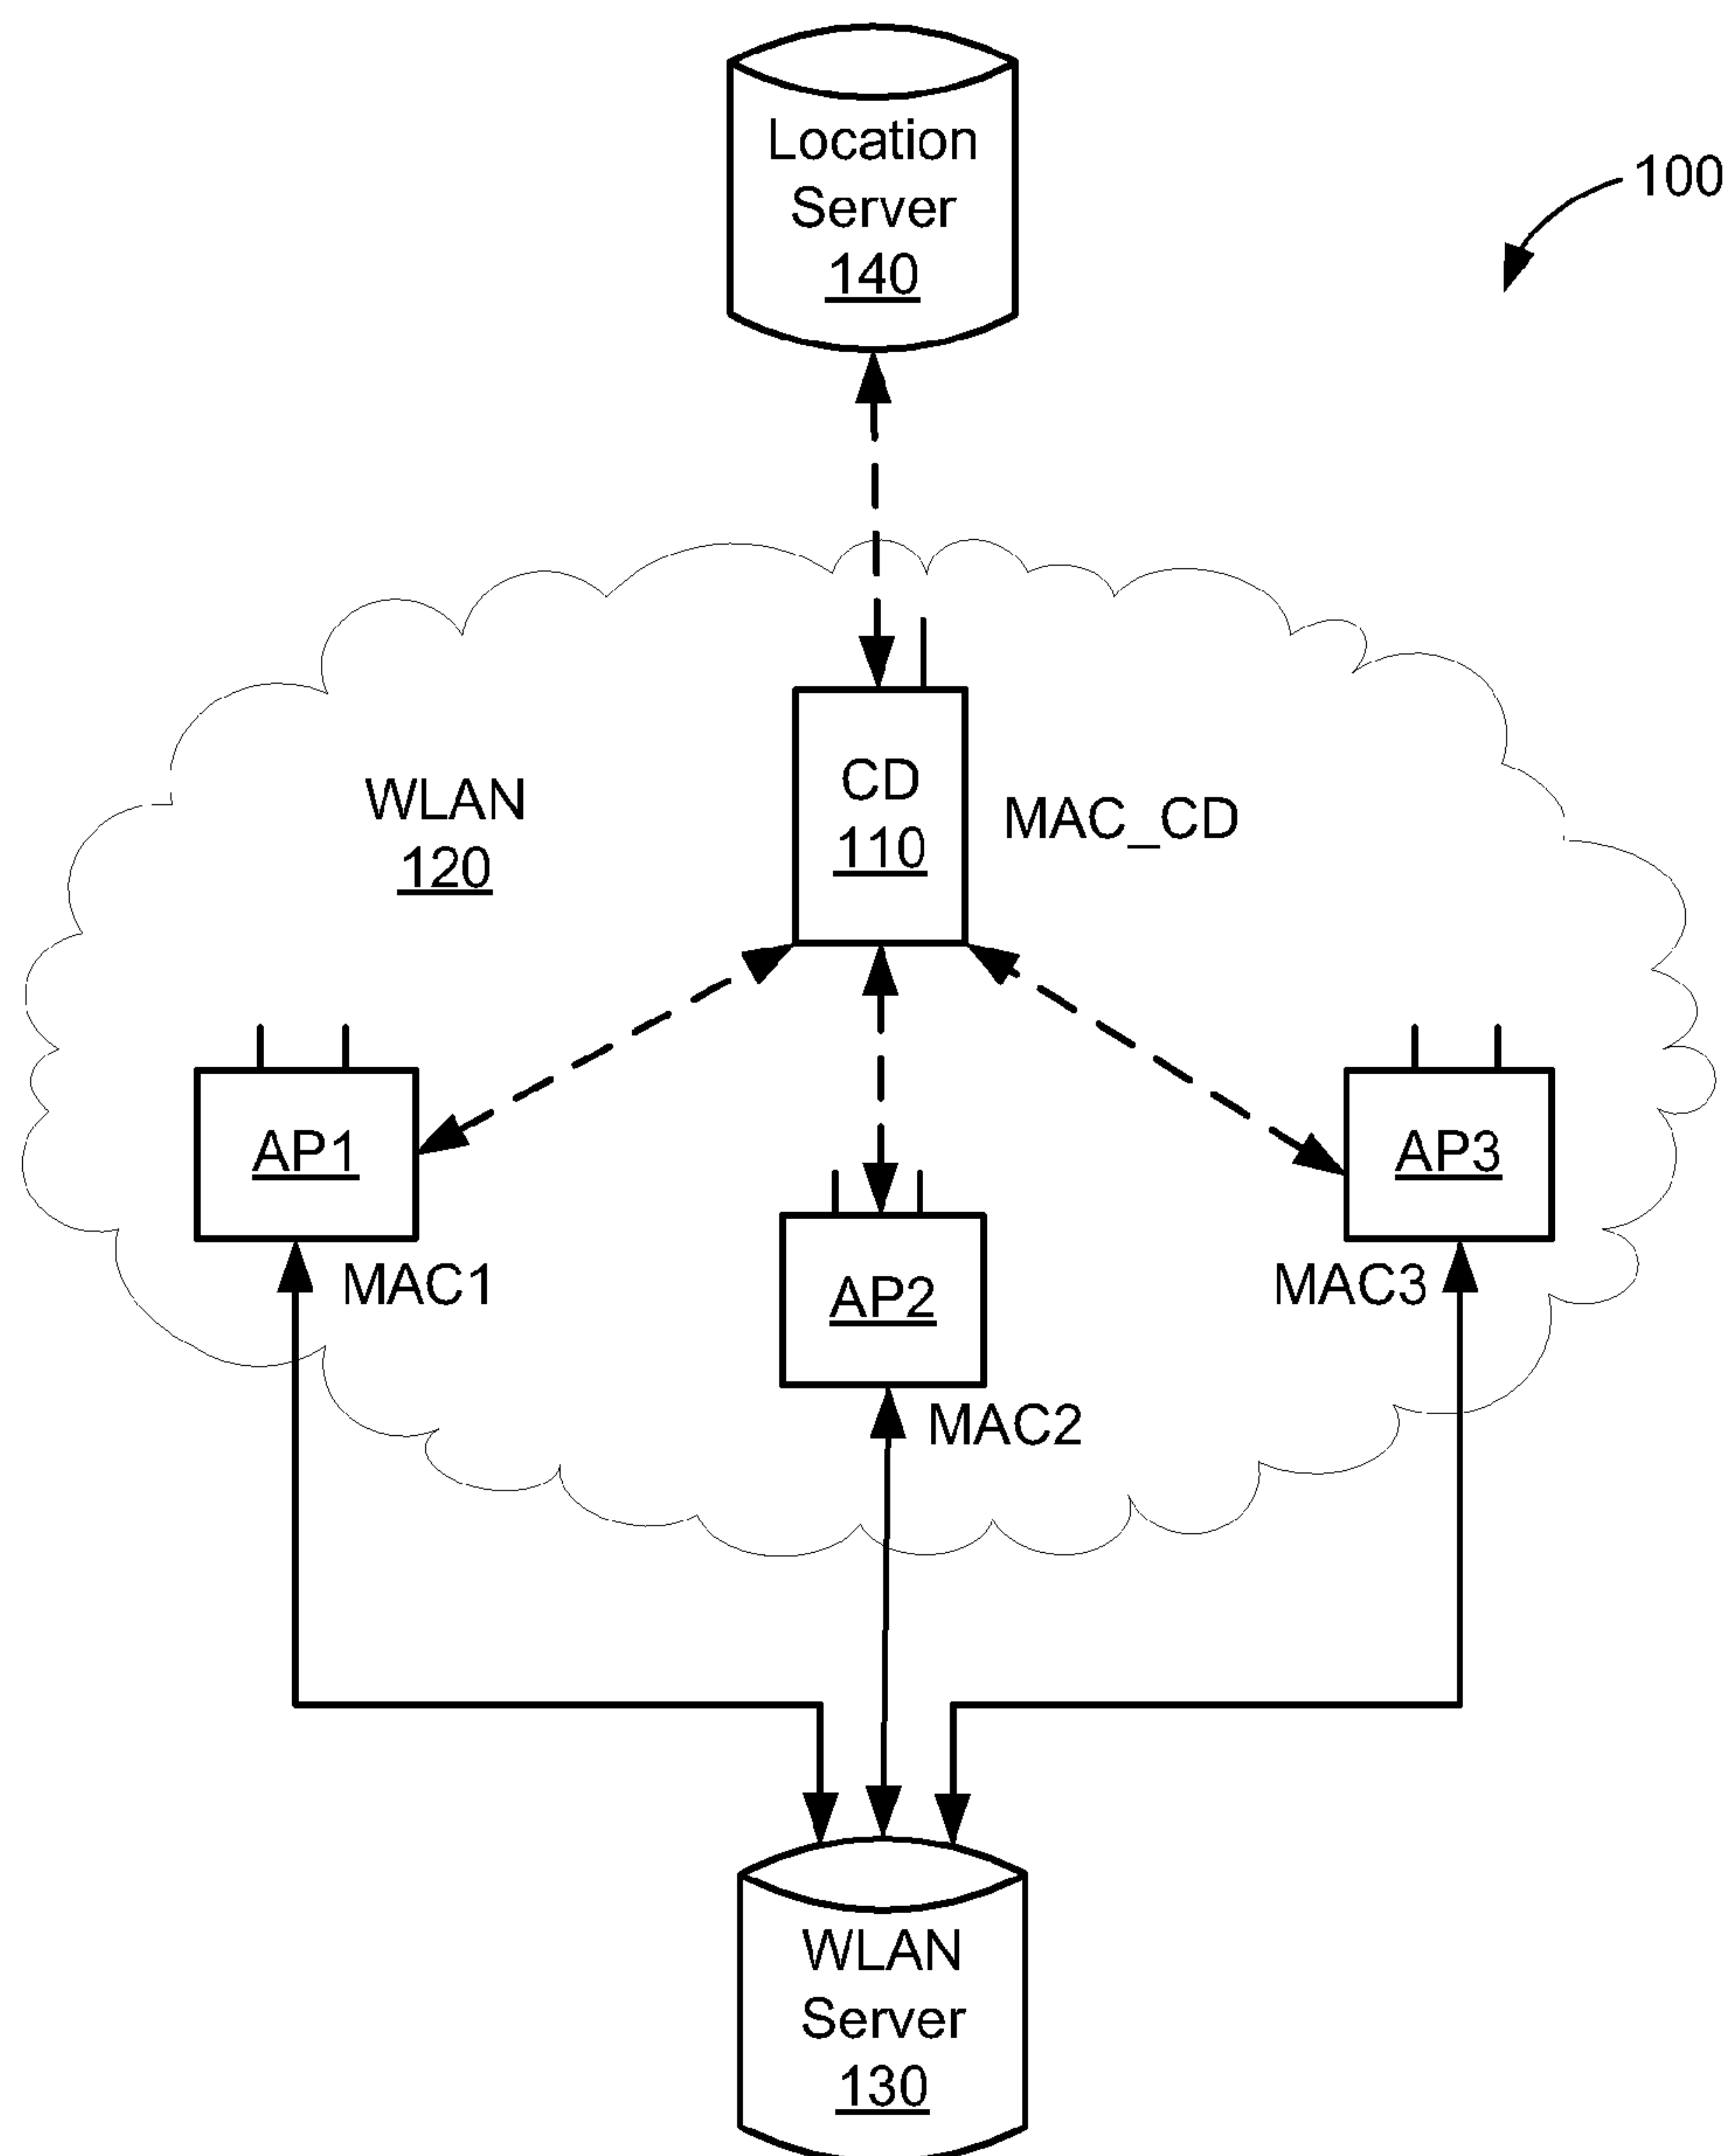 Location
Server
140
100
WLAN
120
CD
110
MAC_CD
AP1
MAC1
AP2
MAC2
AP3
MAC3
WLAN
Server
130